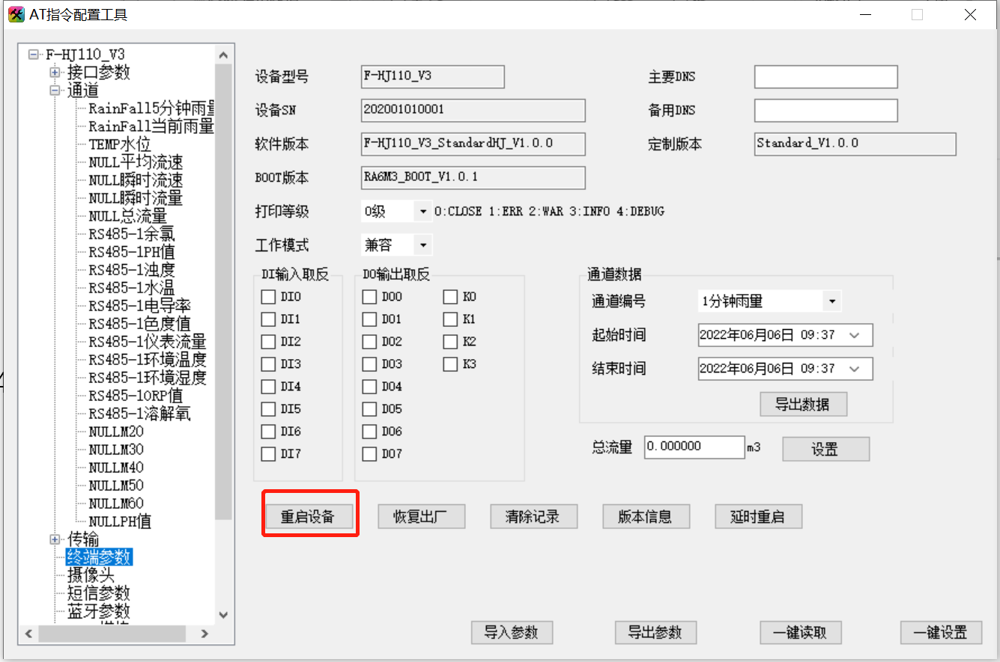 AT指令配置工具
F-HJ110_V3
接口参数
通道
RainFall5分钟雨量
RainFall当前雨量
TEMP水位
NULL平均流速
NULL瞬时流速
NULL瞬时流量
NULL总流量
RS485-1余氯
RS485-1PH值
RS485-1浊度
RS485-1水温
RS485-1电导率
RS485-1色度值
RS485-1仪表流量
RS485-1环境温度
RS485-1环境湿度
RS485-1ORP值
RS485-1溶解氧
NULLM20
NULLM30
NULLM40
NULLM50
NULLM60
NULLPH值
传输
终端参数
摄像头
短信参数
蓝牙参数
设备型号 F-HJ110_V3 主要DNS
设备SN 202001010001 备用DNS
软件版本 F-HJ110_V3_StandardHJ_V1.0.0 定制版本 Standard_V1.0.0
BOOT版本 RA6M3_BOOT_V1.0.1
打印等级 0级 0:CLOSE 1:ERR 2:WAR 3:INFO 4:DEBUG
工作模式 兼容
DI输入取反
DI0
DI1
DI2
DI3
DI4
DI5
DI6
DI7
DO输出取反
DO0 K0
DO1 K1
DO2 K2
DO3 K3
DO4
DO5
DO6
DO7
通道数据
通道编号 1分钟雨量
起始时间 2022年06月06日 09:37
结束时间 2022年06月06日 09:37
导出数据
总流量 0.000000 m3 设置
重启设备 恢复出厂 清除记录 版本信息 延时重启
导入参数 导出参数 一键读取 一键设置